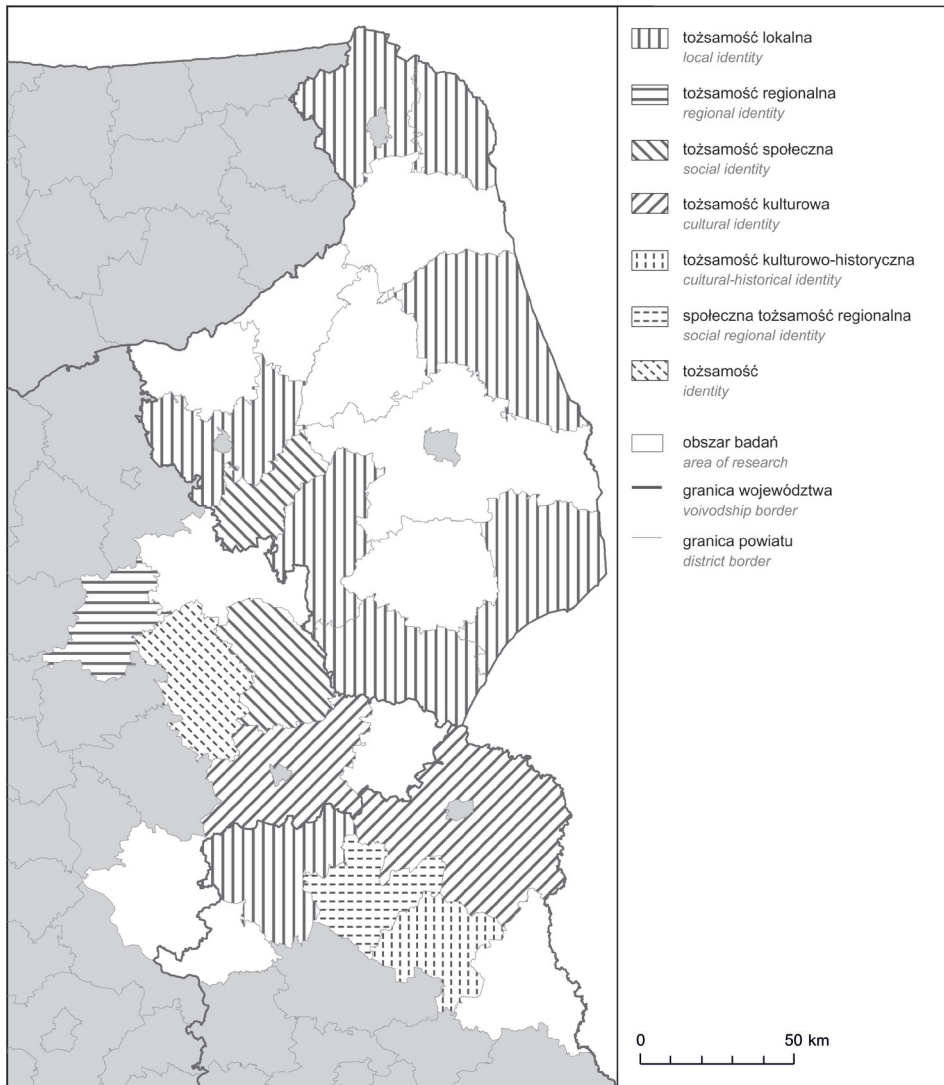 tożsamość lokalna
local identity
tożsamość regionalna
regional identity
tożsamość społeczna
social identity
tożsamość kulturowa
cultural identity
tożsamość kulturowo-historyczna
cultural-historical identity
społeczna tożsamość regionalna
social regional identity
tożsamość
identity
obszar badań
area of research
granica województwa
voivodship border
granica powiatu
district border
0 50 km